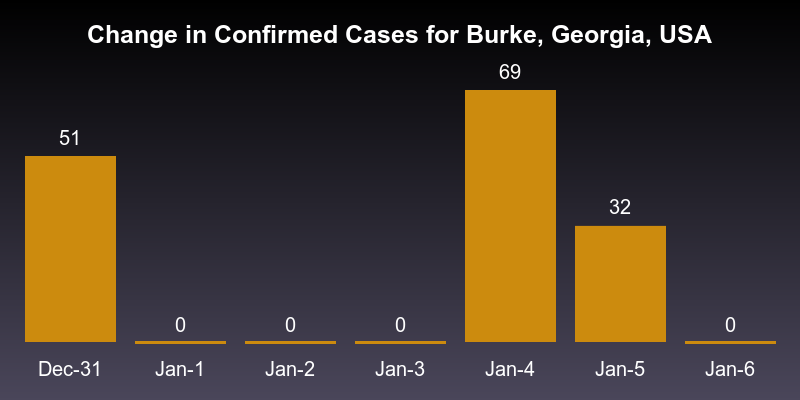 Change in Confirmed Cases for Burke, Georgia, USA
51
0
0
0
69
32
0
Dec-31
Jan-1
Jan-2
Jan-3
Jan-4
Jan-5
Jan-6